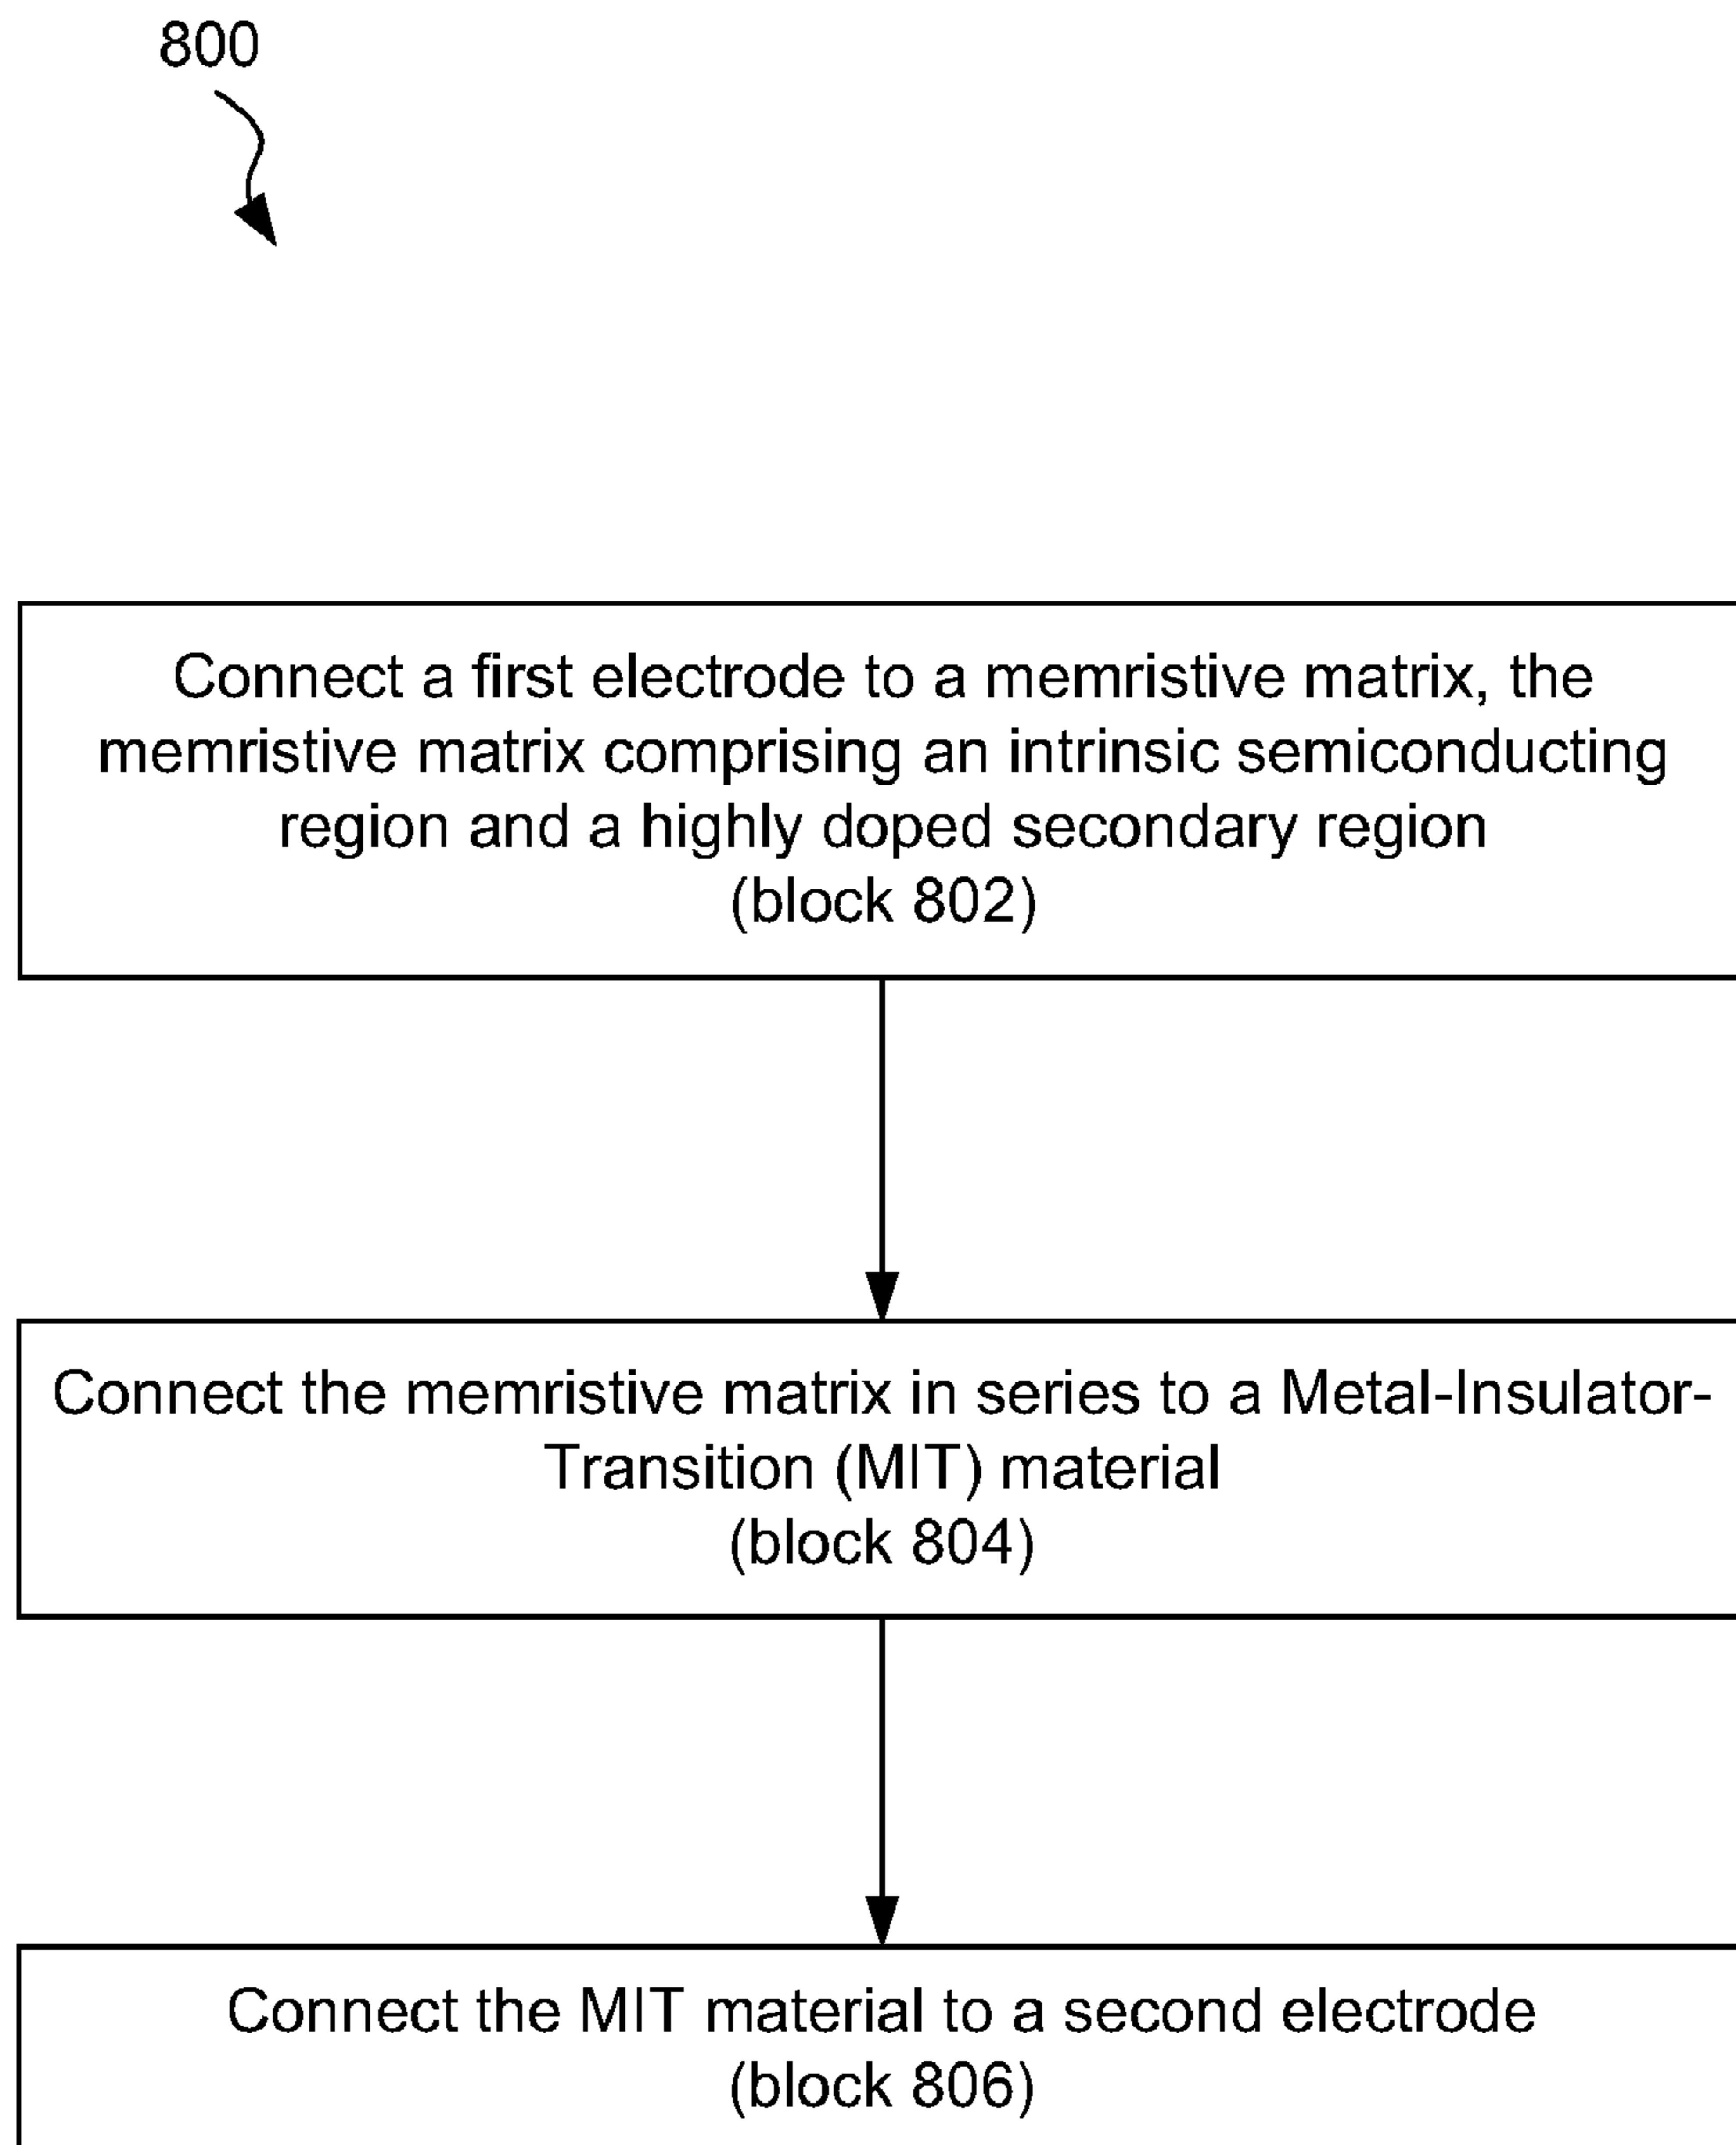 800
Connect a first electrode to a memristive matrix, the
memristive matrix comprising an intrinsic semiconducting
region and a highly doped secondary region
(block 802)
Connect the memristive matrix in series to a Metal-Insulator-
Transition (MIT) material
(block 804)
Connect the MIT material to a second electrode
(block 806)